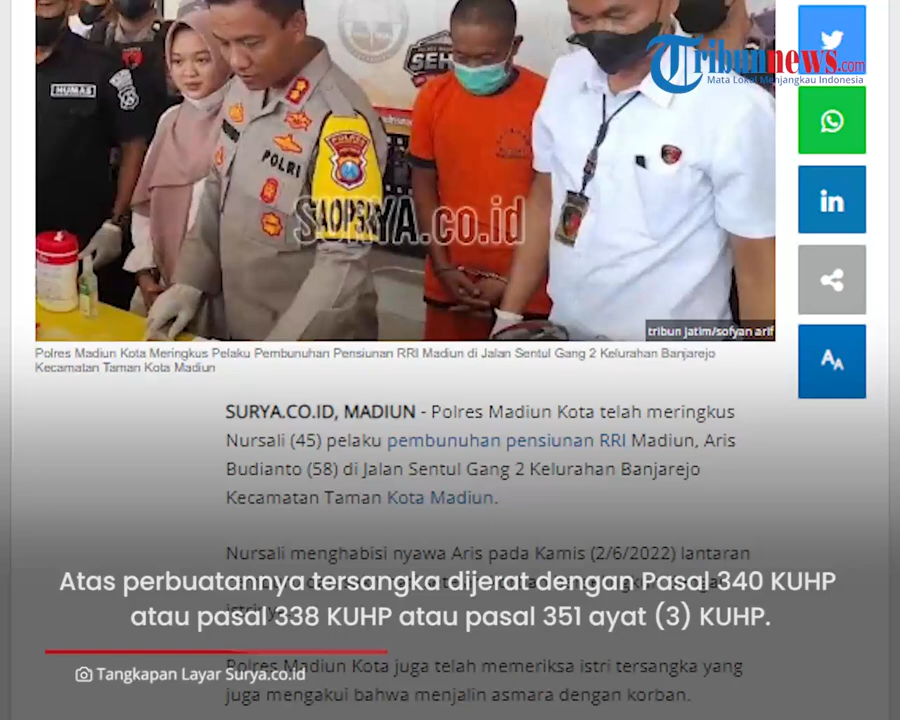 HUMAS
POLRI
Tribunnews.com
Mata Lokal Menjangkau Indonesia
.co.id
tribun jatim/sofyan arif
Polres Madiun Kota Meringkus Pelaku Pembunuhan Pensiunan RRI Madiun di Jalan Sentul Gang 2 Kelurahan Banjarejo
Kecamatan Taman Kota Madiun
SURYA.CO.ID, MADIUN - Polres Madiun Kota telah meringkus
Nursali (45) pelaku pembunuhan pensiunan RRI Madiun, Aris
Budianto (58) di Jalan Sentul Gang 2 Kelurahan Banjarejo
Kecamatan Taman Kota Madiun.
Nursali menghabisi nyawa Aris pada Kamis (2/6/2022) lantaran
Atas perbuatannya tersangka dijerat dengan Pasal 340 KUHP
atau pasal 338 KUHP atau pasal 351 ayat (3) KUHP.
Polres Madiun Kota juga telah memeriksa istri tersangka yang
Tangkapan Layar Surya.co.id
juga mengakui bahwa menjalin asmara dengan korban.